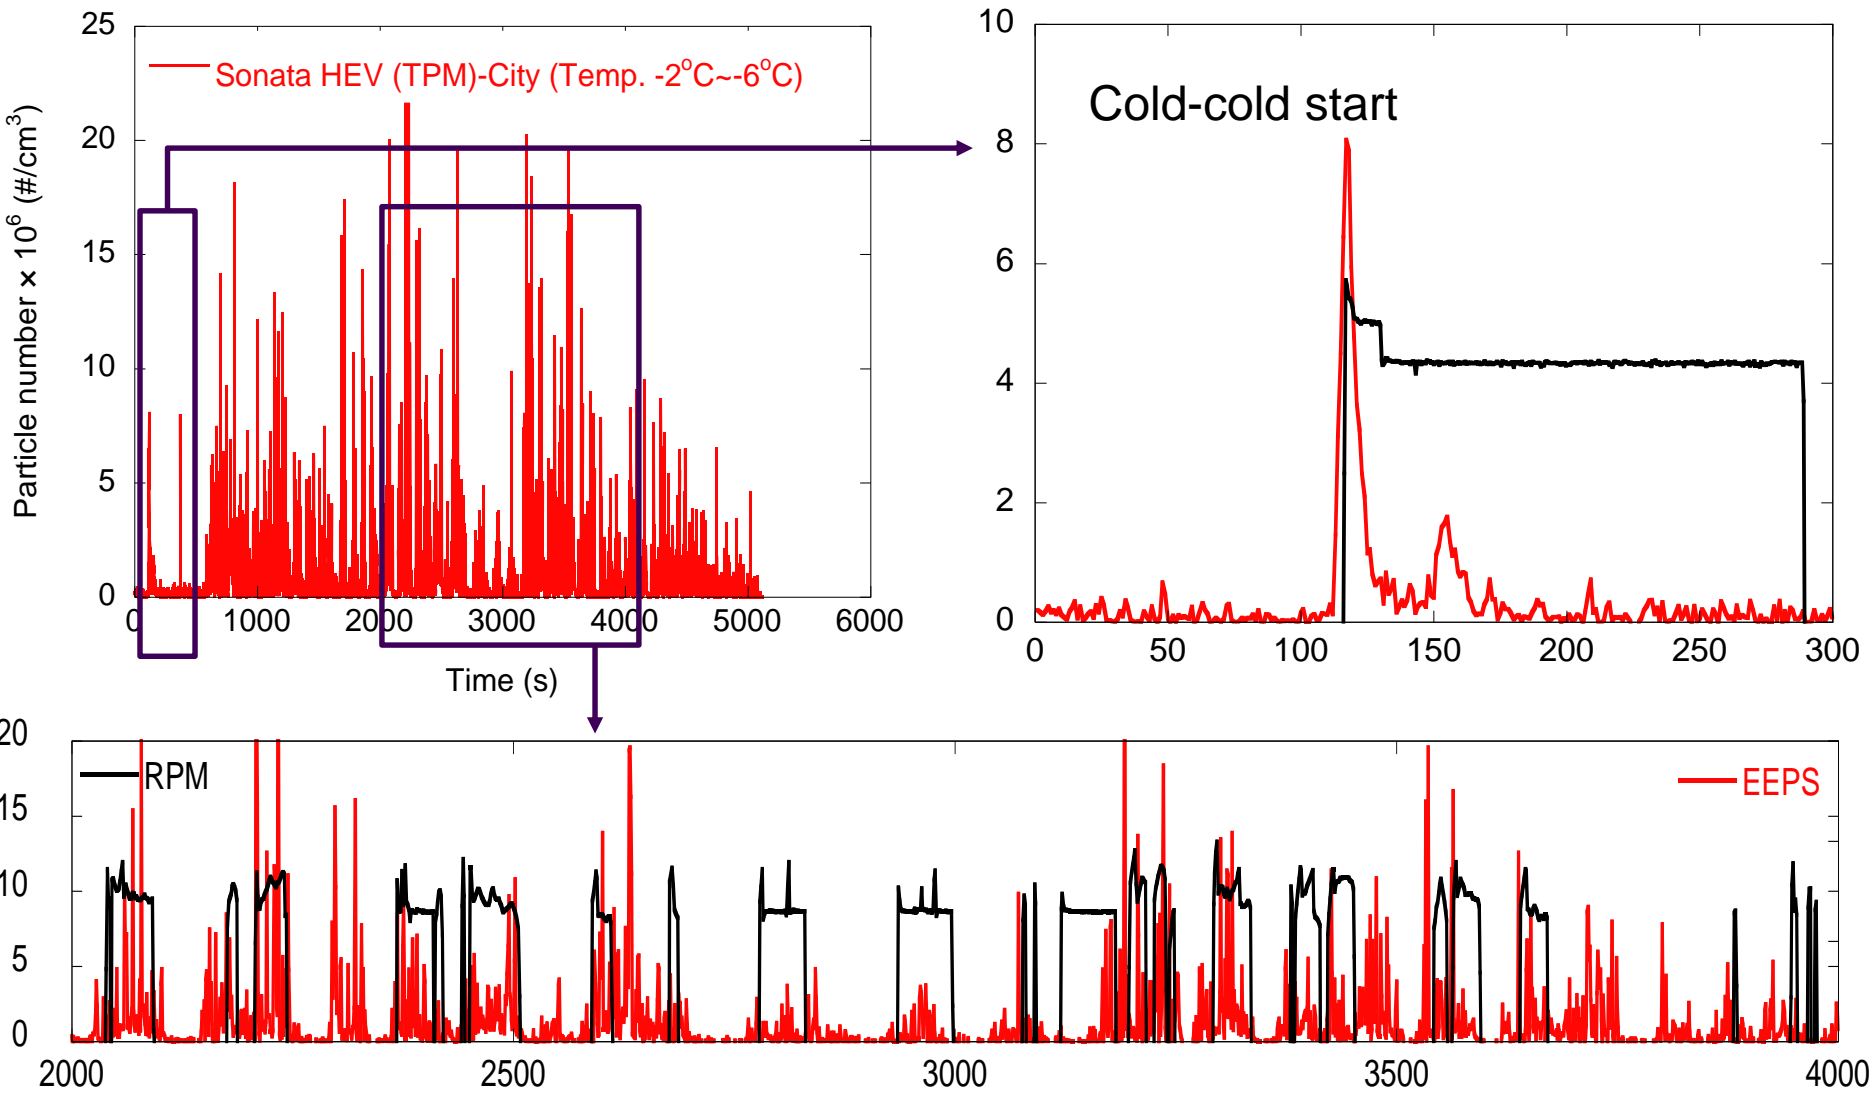 25
20
15
10
5
0
Particle number × 10⁶ (#/cm³)
Sonata HEV (TPM)-City (Temp. -2°C~-6°C)
0 1000 2000 3000 4000 5000 6000
Time (s)
10
8
6
4
2
0
Cold-cold start
0 50 100 150 200 250 300
20
15
10
5
0
RPM
EEPS
2000 2500 3000 3500 4000